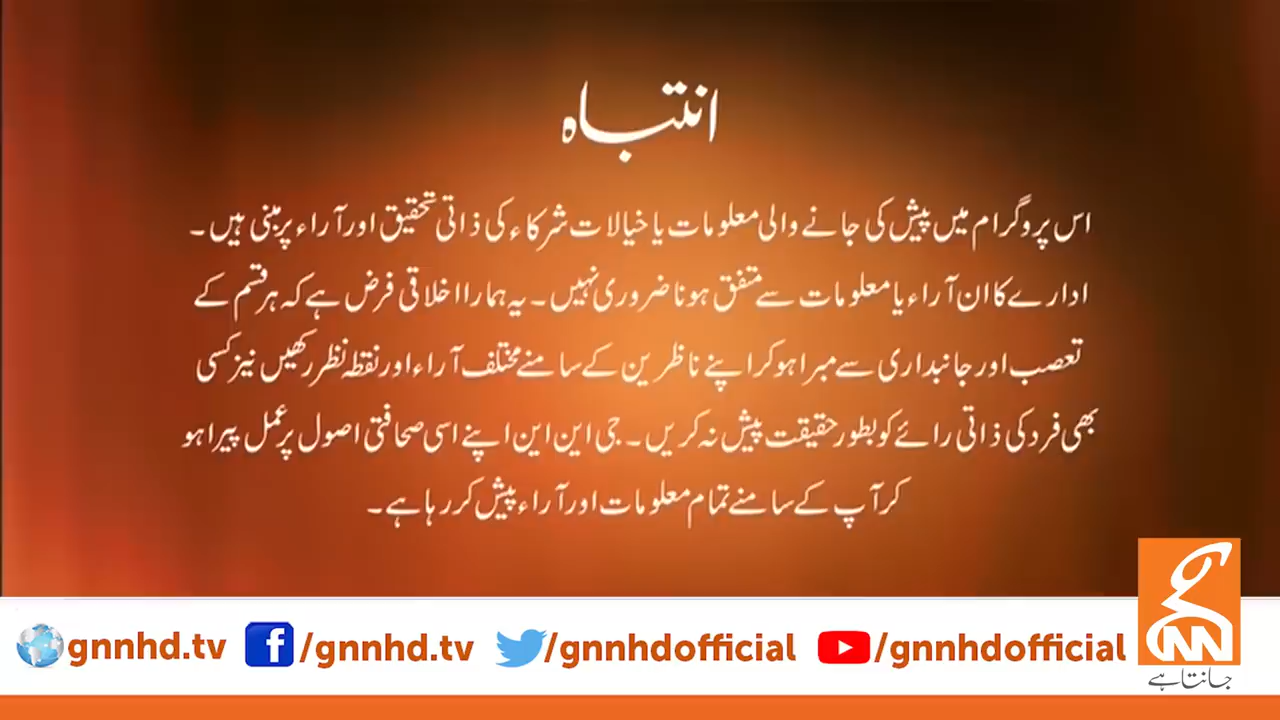 انتباہ
اس پروگرام میں پیش کی جانے والی معلومات یا خیالات شرکاء کی ذاتی تحقیق اور آراء پر مبنی ہیں۔
ادارے کا ان آراء یا معلومات سے متفق ہونا ضروری نہیں۔ یہ ہمارا اخلاقی فرض ہے کہ ہر قسم کے
تعصب اور جانبداری سے مبرا ہو کر اپنے ناظرین کے سامنے مختلف آراء اور نقطہ نظر رکھیں نیز کسی
بھی فرد کی ذاتی رائے کو بطور حقیقت پیش نہ کریں۔ جی این این اپنے اسی صحافتی اصول پر عمل پیرا ہو
کر آپ کے سامنے تمام معلومات اور آراء پیش کر رہا ہے۔
gnnhd.tv /gnnhd.tv /gnnhdofficial /gnnhdofficial
GNN
جانتا ہے